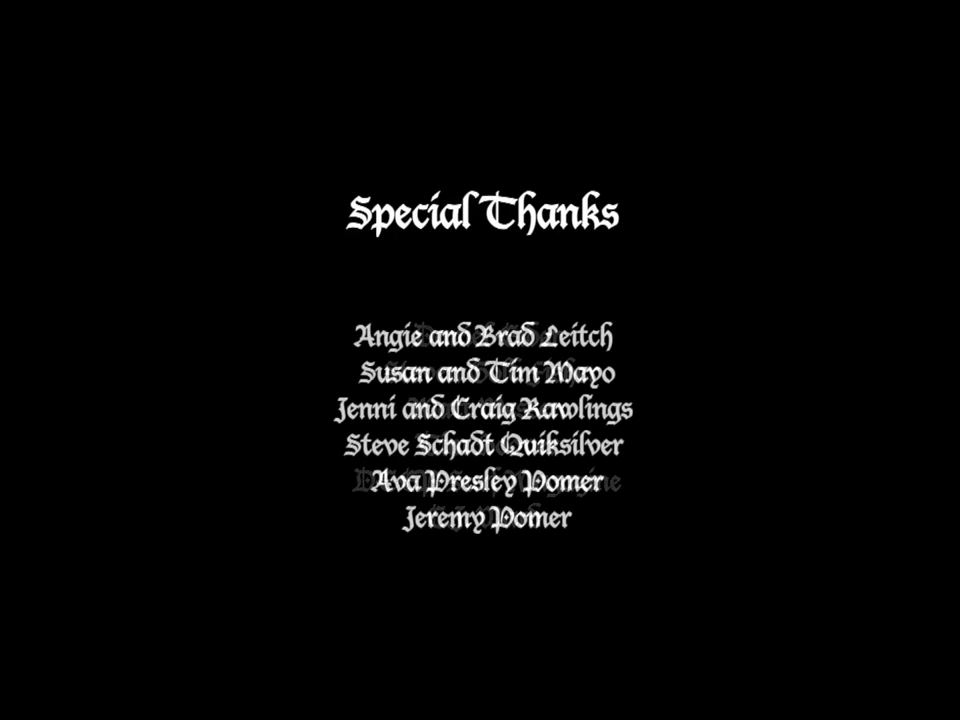 Special Thanks
Angie and Brad Leitch
Susan and Tim Mayo
Jenni and Craig Rawlings
Steve Schadt Quiksilver
Ava Presley Pomer
Jeremy Pomer